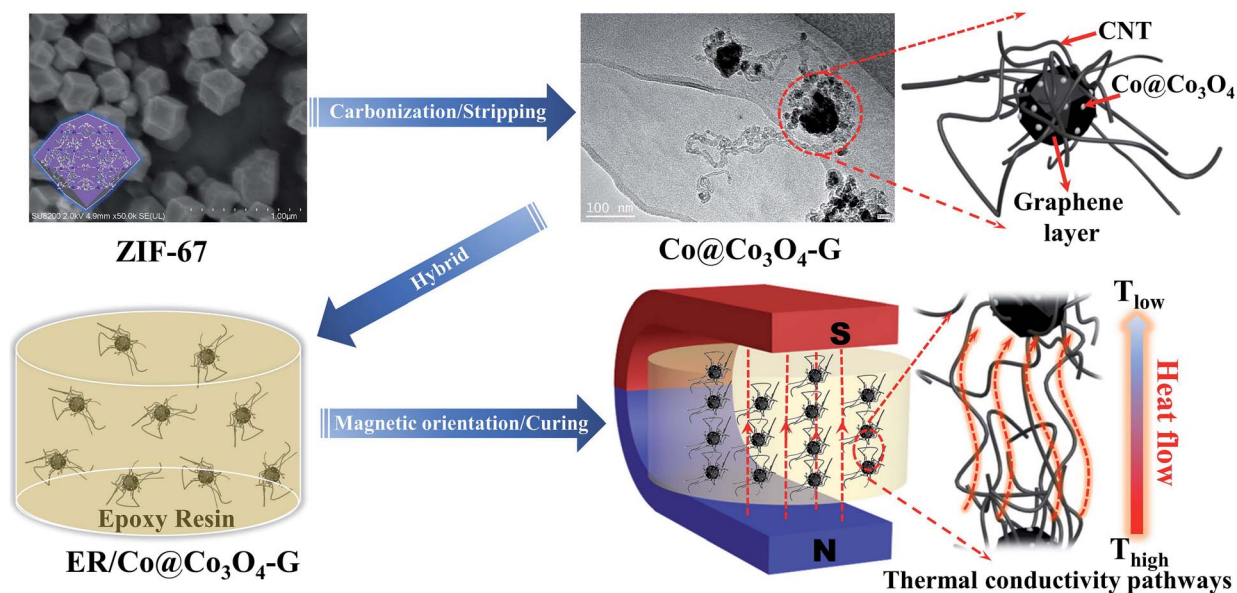 SU8200 2.0kV 4.9mm x50.0k SE(UL)
1.00μm
ZIF-67
Carbonization/Stripping
100 nm
Co@Co₃O₄-G
CNT
Co@Co₃O₄
Graphene
layer
Hybrid
Epoxy Resin
ER/Co@Co₃O₄-G
Magnetic orientation/Curing
S
N
T_low
Heat flow
T_high
Thermal conductivity pathways